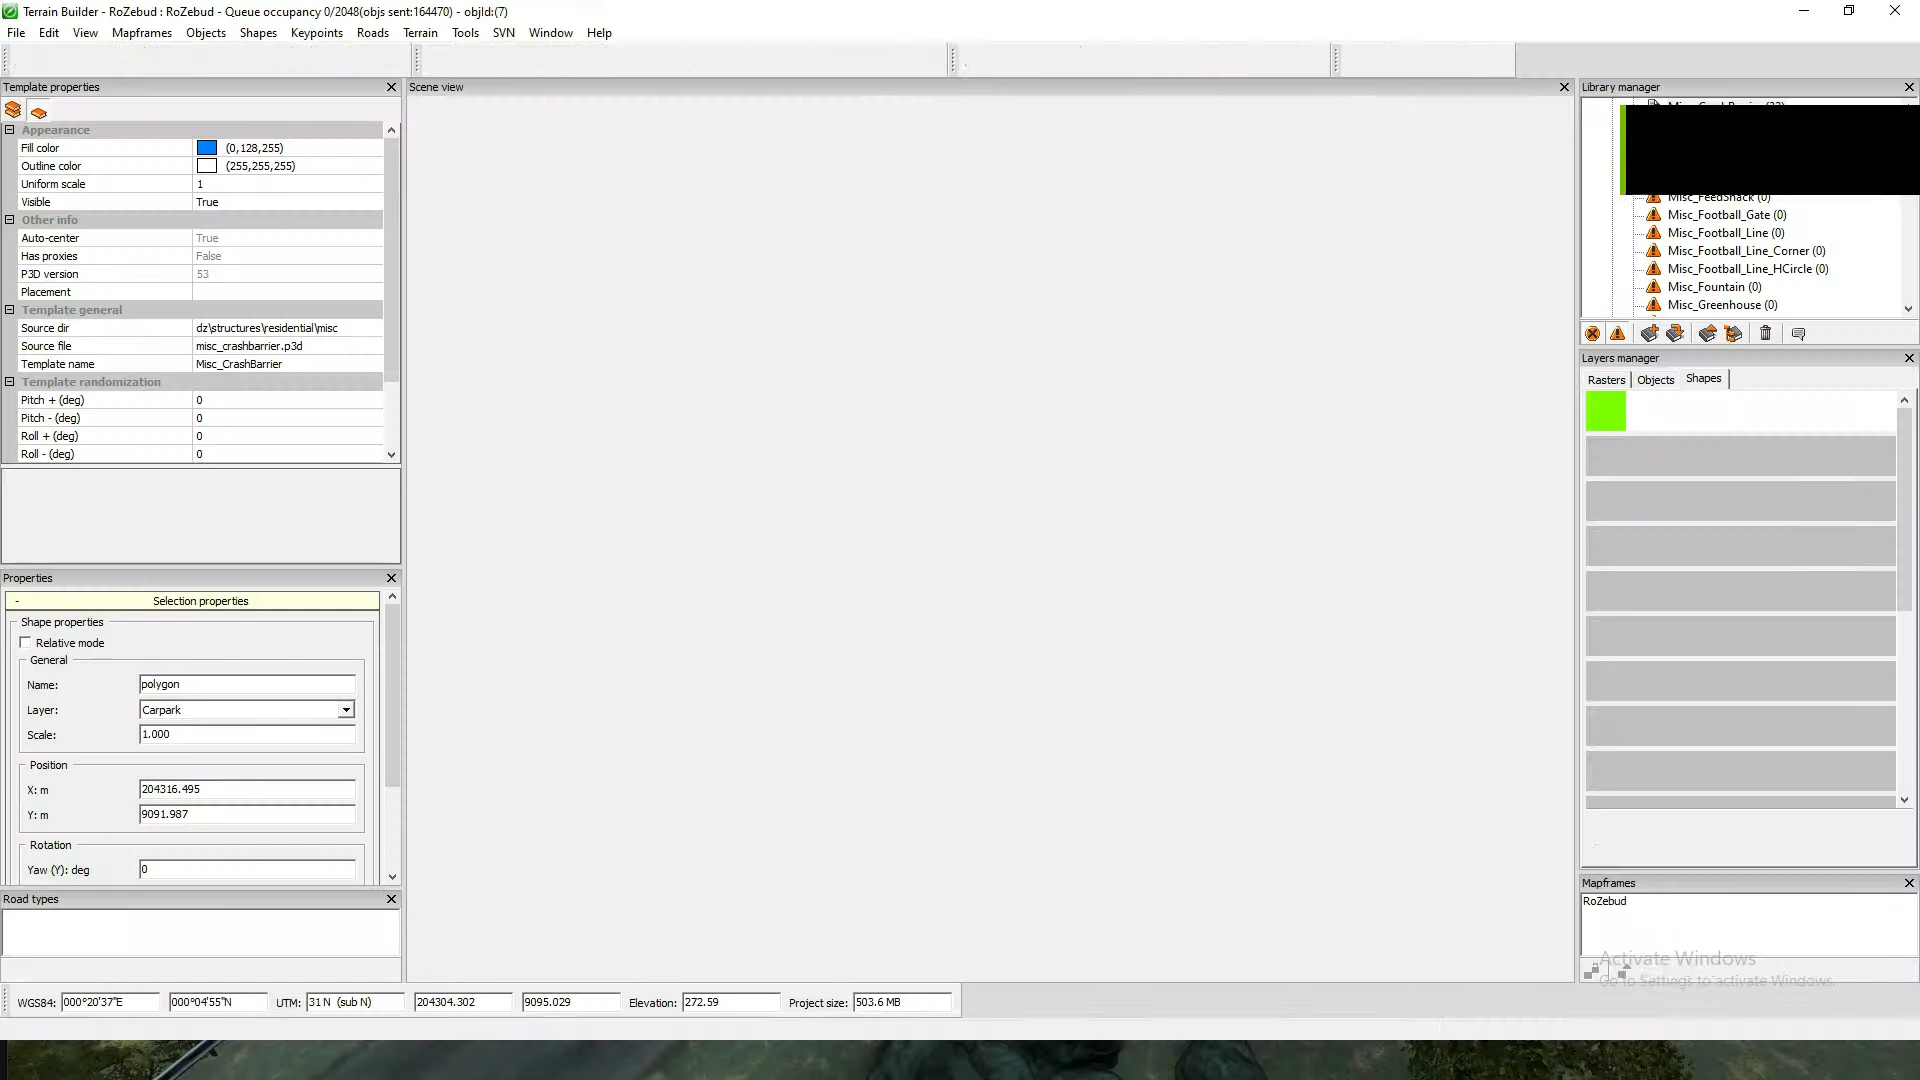 Terrain Builder - RoZebud : RoZebud - Queue occupancy 0/2048(objs sent:164470) - objId:(7)
File Edit View Mapframes Objects Shapes Keypoints Roads Terrain Tools SVN Window Help
Template properties
Appearance
Fill color (0,128,255)
Outline color (255,255,255)
Uniform scale 1
Visible True
Other info
Auto-center True
Has proxies False
P3D version 53
Placement
Template general
Source dir dz\structures\residential\misc
Source file misc_crashbarrier.p3d
Template name Misc_CrashBarrier
Template randomization
Pitch + (deg) 0
Pitch - (deg) 0
Roll + (deg) 0
Roll - (deg) 0
Properties
- Selection properties
Shape properties
Relative mode
General
Name: polygon
Layer: Carpark
Scale: 1.000
Position
X: m 204316.495
Y: m 9091.987
Rotation
Yaw (Y): deg 0
Road types
Scene view
Library manager
Misc_FeedShack (0)
Misc_Football_Gate (0)
Misc_Football_Line (0)
Misc_Football_Line_Corner (0)
Misc_Football_Line_HCircle (0)
Misc_Fountain (0)
Misc_Greenhouse (0)
Layers manager
Rasters Objects Shapes
Mapframes
RoZebud
Activate Windows
Go to Settings to activate Windows.
WGS84: 000°20'37"E 000°04'55"N UTM: 31 N (sub N) 204304.302 9095.029 Elevation: 272.59 Project size: 503.6 MB